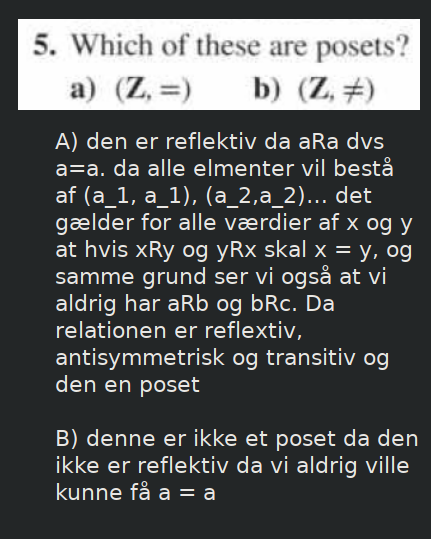 5. Which of these are posets?
a) (Z, =) b) (Z, ≠)
A) den er reflektiv da aRa dvs
a=a. da alle elmenter vil bestå
af (a_1, a_1), (a_2,a_2)... det
gælder for alle værdier af x og y
at hvis xRy og yRx skal x = y, og
samme grund ser vi også at vi
aldrig har aRb og bRc. Da
relationen er reflextiv,
antisymmetrisk og transitiv og
den en poset
B) denne er ikke et poset da den
ikke er reflektiv da vi aldrig ville
kunne få a = a